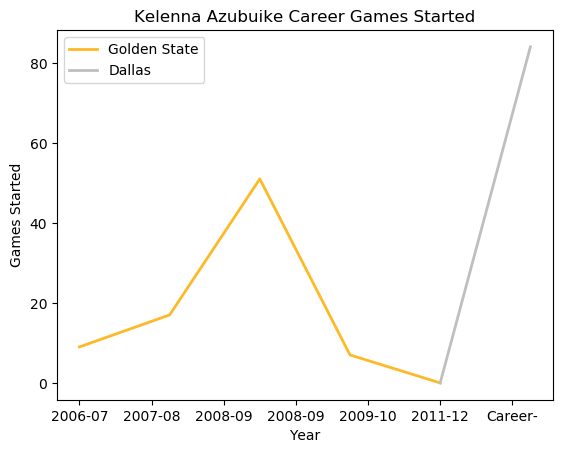 Kelenna Azubuike Career Games Started
Golden State
Dallas
Games Started
80
60
40
20
0
2006-07 2007-08 2008-09 2008-09 2009-10 2011-12 Career-
Year